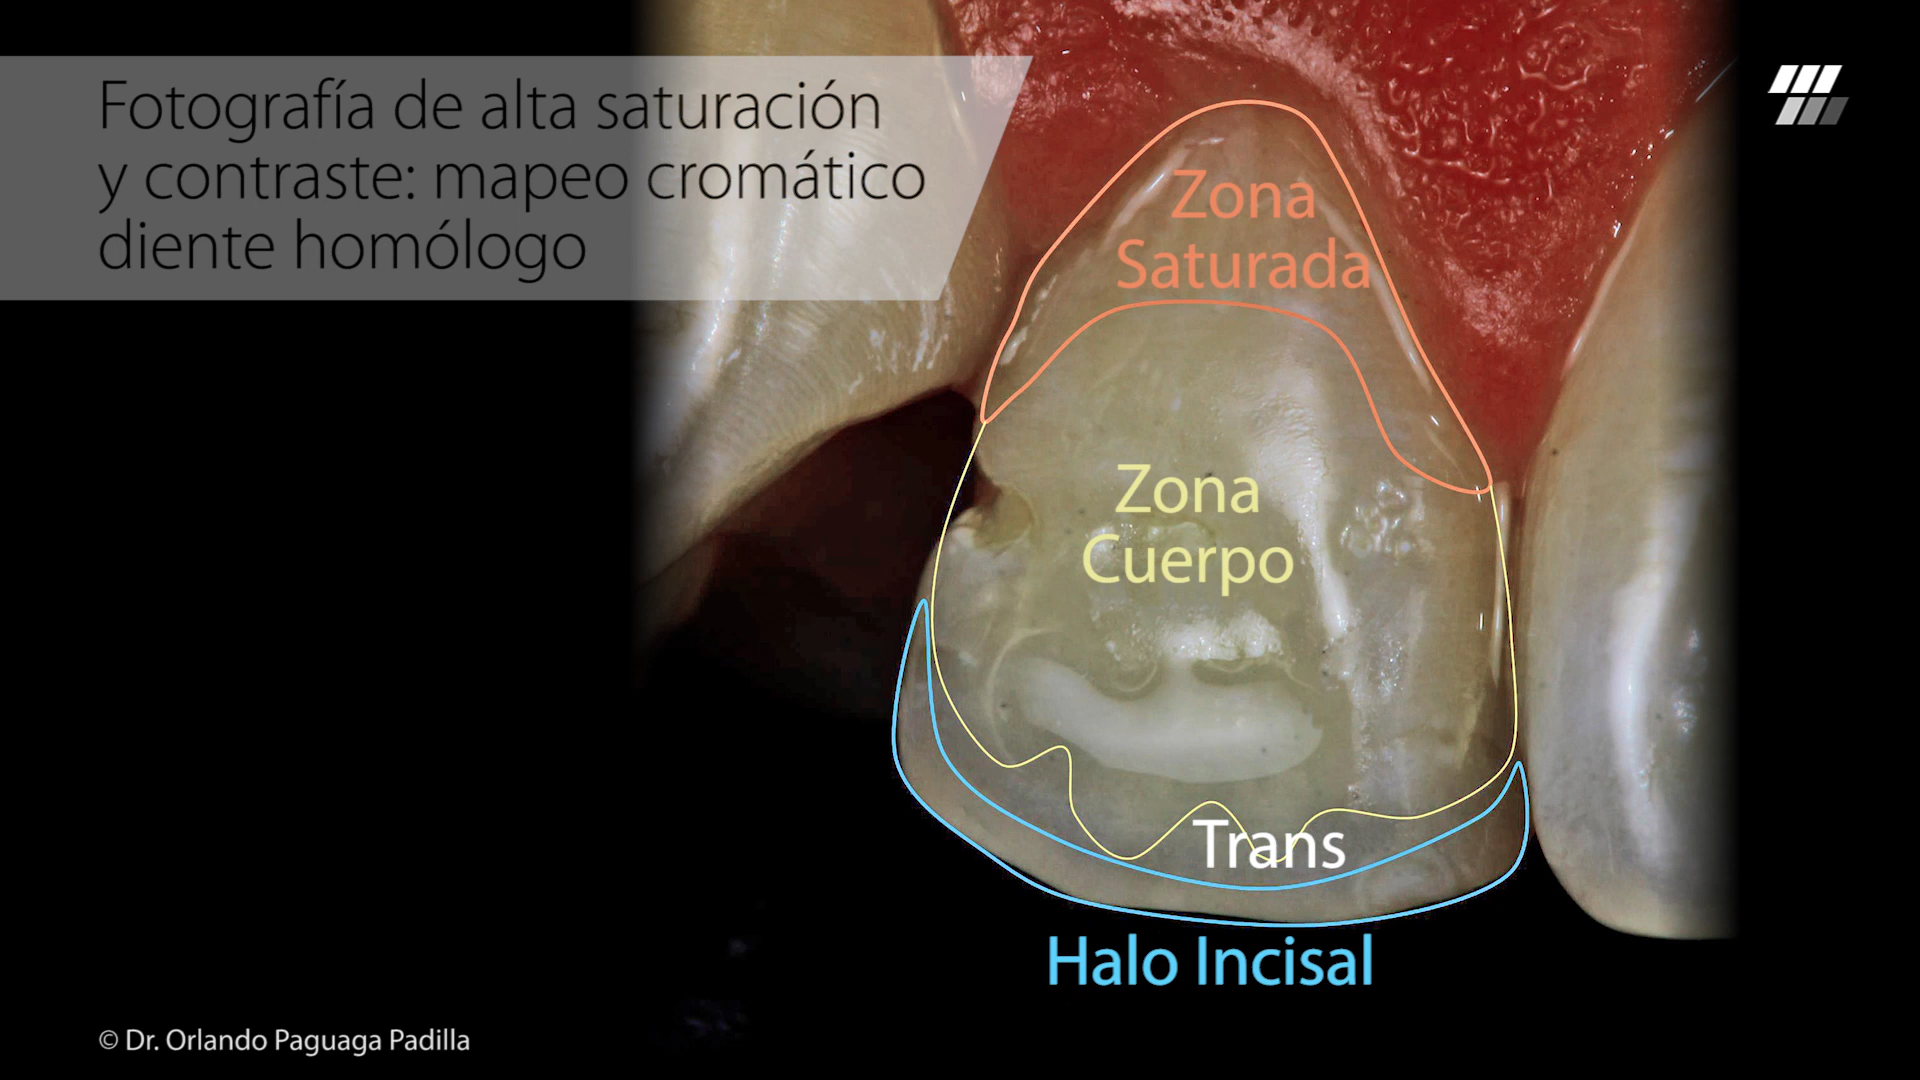 Fotografía de alta saturación
y contraste: mapeo cromático
diente homólogo
Zona
Saturada
Zona
Cuerpo
Trans
Halo Incisal
© Dr. Orlando Paguaga Padilla